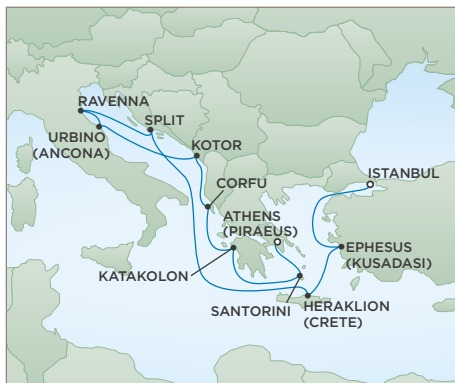 RAVENNA
SPLIT
URBINO
(ANCONA)
KOTOR
ISTANBUL
CORFU
ATHENS
(PIRAEUS)
EPHESUS
(KUSADASI)
KATAKOLON
SANTORINI
HERAKLION
(CRETE)